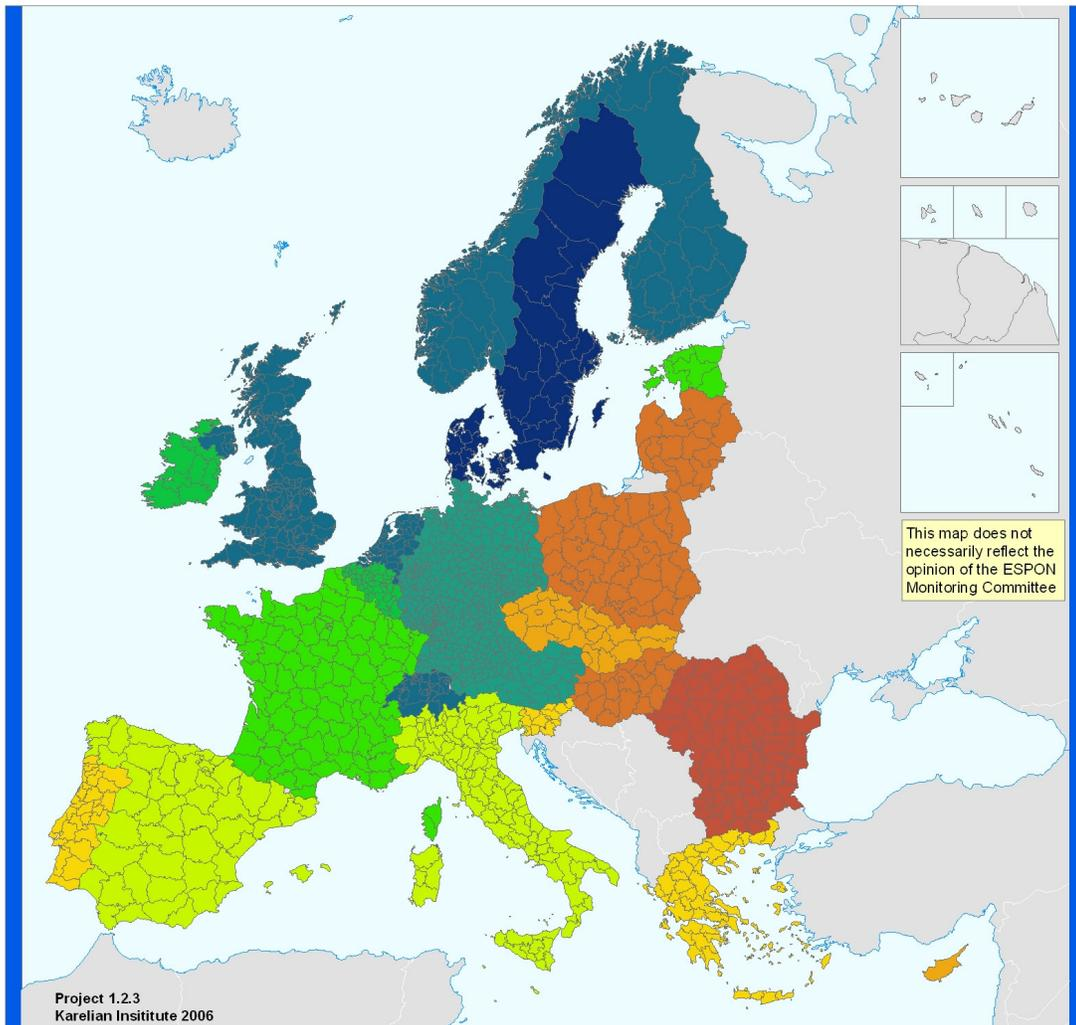 This map does not
necessarily reflect the
opinion of the ESPON
Monitoring Committee
Project 1.2.3
Karelian Insititute 2006